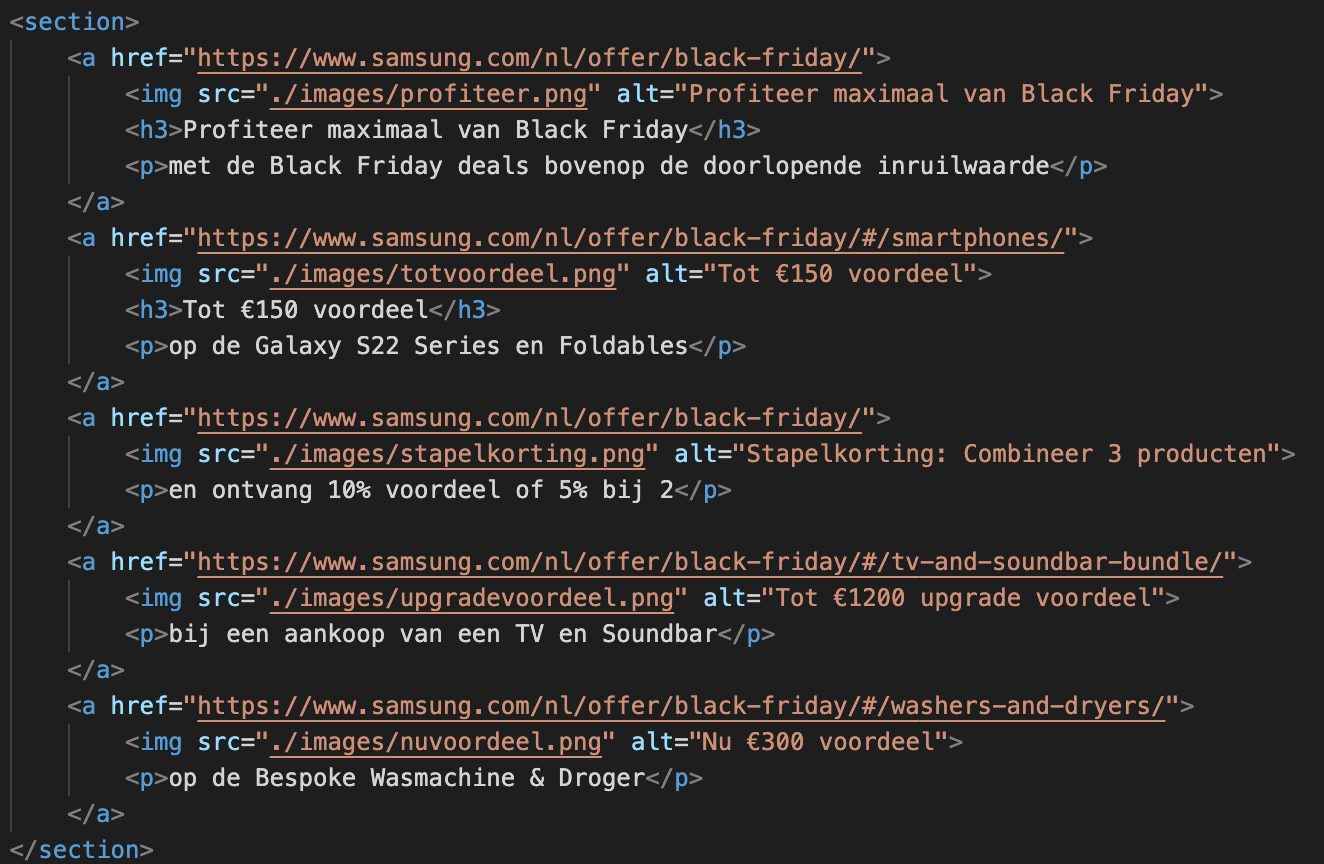 <section>
<a href="https://www.samsung.com/nl/offer/black-friday/">
<img src="./images/profiteer.png" alt="Profiteer maximaal van Black Friday">
<h3>Profiteer maximaal van Black Friday</h3>
<p>met de Black Friday deals bovenop de doorlopende inruilwaarde</p>
</a>
<a href="https://www.samsung.com/nl/offer/black-friday/#/smartphones/">
<img src="./images/totvoordeel.png" alt="Tot €150 voordeel">
<h3>Tot €150 voordeel</h3>
<p>op de Galaxy S22 Series en Foldables</p>
</a>
<a href="https://www.samsung.com/nl/offer/black-friday/">
<img src="./images/stapelkorting.png" alt="Stapelkorting: Combineer 3 producten">
<p>en ontvang 10% voordeel of 5% bij 2</p>
</a>
<a href="https://www.samsung.com/nl/offer/black-friday/#/tv-and-soundbar-bundle/">
<img src="./images/upgradevoordeel.png" alt="Tot €1200 upgrade voordeel">
<p>bij een aankoop van een TV en Soundbar</p>
</a>
<a href="https://www.samsung.com/nl/offer/black-friday/#/washers-and-dryers/">
<img src="./images/nuvoordeel.png" alt="Nu €300 voordeel">
<p>op de Bespoke Wasmachine & Droger</p>
</a>
</section>